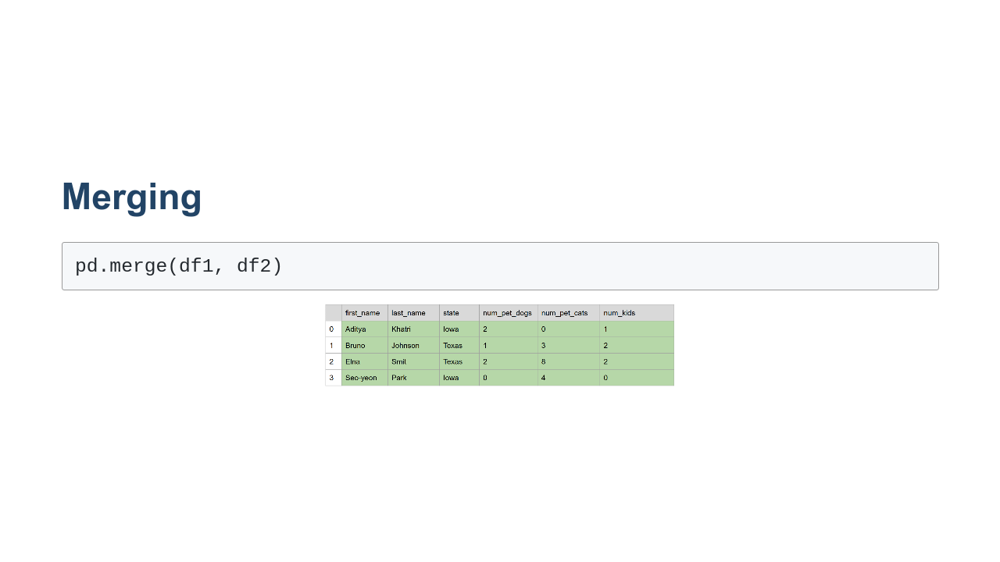 Merging
pd.merge(df1, df2)
first_name last_name state num_pet_dogs num_pet_cats num_kids
0 Aditya Khatri Iowa 2 0 1
1 Bruno Johnson Texas 1 3 2
2 Elna Smit Texas 2 8 2
3 Seo-yeon Park Iowa 0 4 0